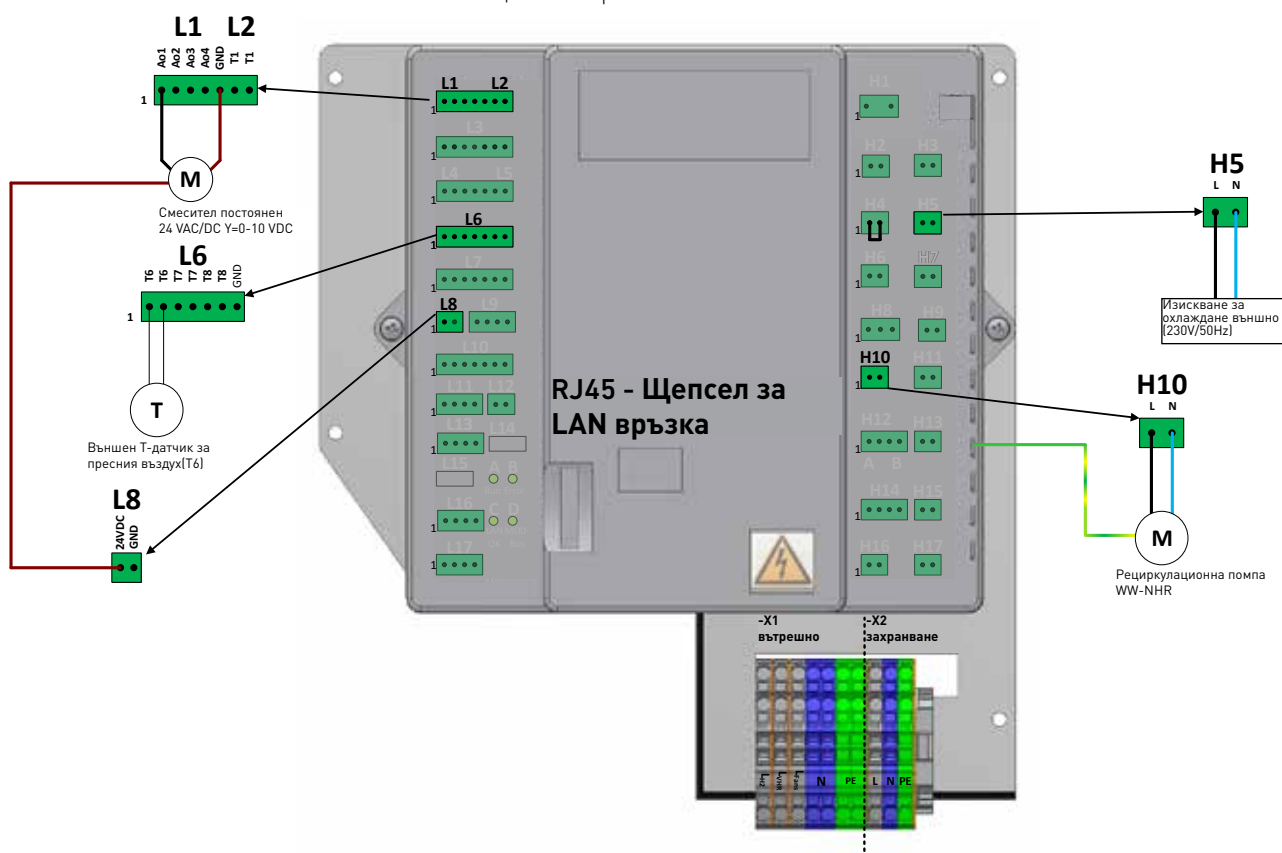 L1 L2
Ao1
Ao2
Ao3
Ao4
GND
T1
T1
1
M
Смесител постоянен
24 VAC/DC Y=0-10 VDC
L6
T6
T6
T7
T7
T8
T8
GND
1
T
Външен Т-датчик за
пресния въздух(T6)
L8
24VDC
GND
L1 L2
1
L3
1
L4 L5
1
L6
1
L7
1
L8 L9
1
L10
1
L11 L12
1
L13 L14
1
L15 A B
L16 C D
1
L17
1
RJ45 - Щепсел за
LAN връзка
H1
1
H2 H3
1
H4 H5
1
H6 H7
1
H8 H9
1
H10 H11
1
H12 H13
1
A B
H14 H15
1
H16 H17
1
H5
L N
Изискване за
охлаждане външно
(230V/50Hz)
H10
L N
M
Рециркулационна помпа
WW-NHR
-X1 -X2
вътрешно захранване
N PE L N PE